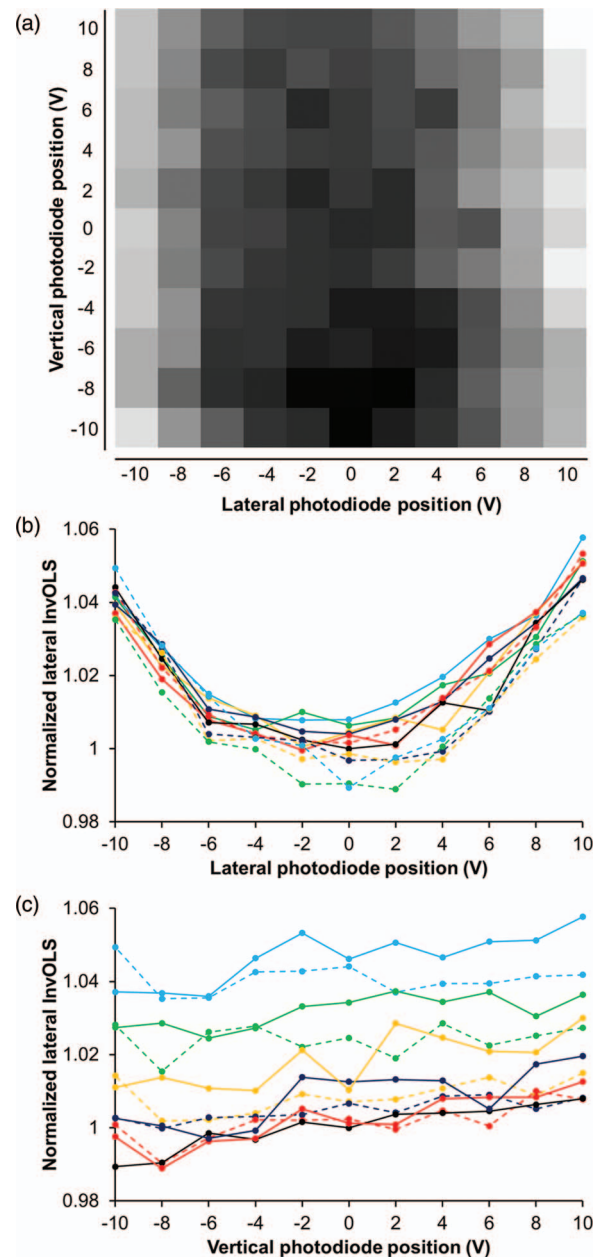 (a)
Vertical photodiode position (V)
10
8
6
4
2
0
-2
-4
-6
-8
-10
-10 -8 -6 -4 -2 0 2 4 6 8 10
Lateral photodiode position (V)
(b)
Normalized lateral InvOLS
1.06
1.04
1.02
1
0.98
-10 -8 -6 -4 -2 0 2 4 6 8 10
Lateral photodiode position (V)
(c)
Normalized lateral InvOLS
1.06
1.04
1.02
1
0.98
-10 -8 -6 -4 -2 0 2 4 6 8 10
Vertical photodiode position (V)